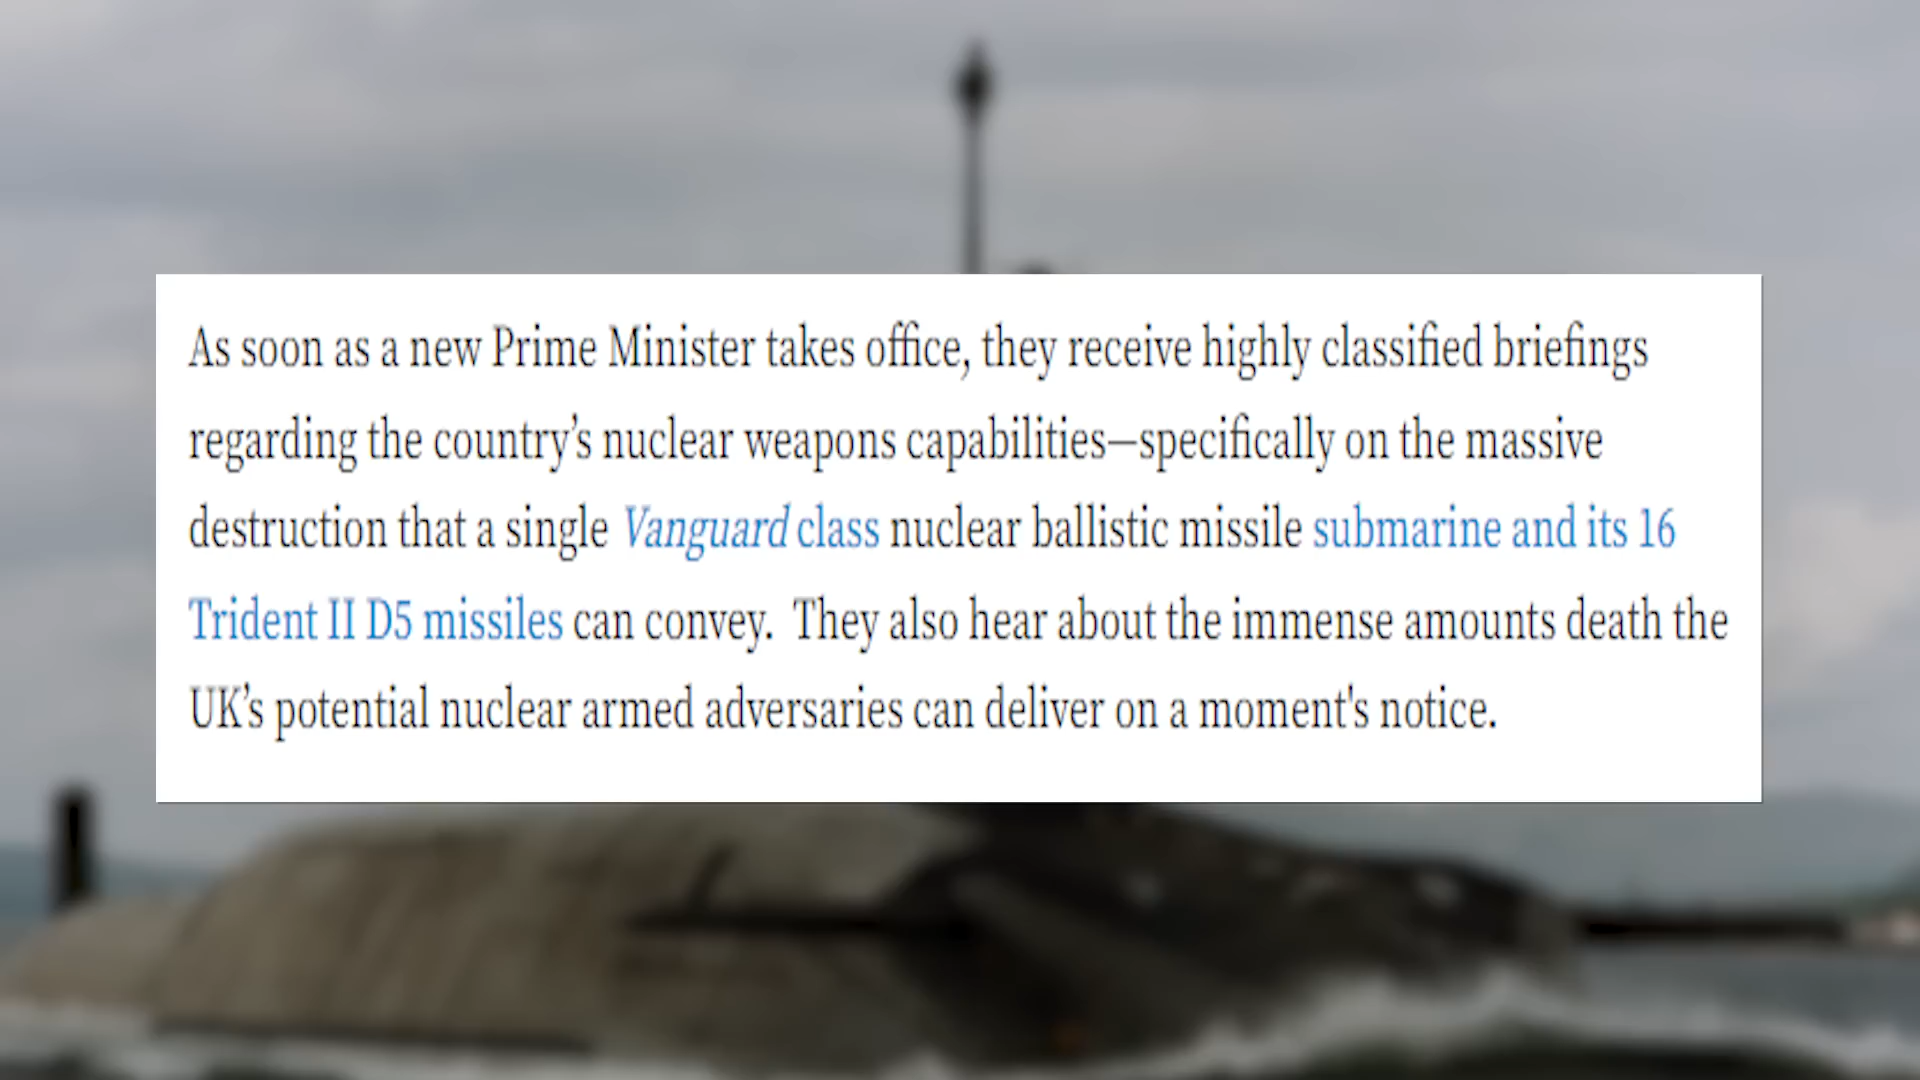 As soon as a new Prime Minister takes office, they receive highly classified briefings
regarding the country’s nuclear weapons capabilities—specifically on the massive
destruction that a single Vanguard class nuclear ballistic missile submarine and its 16
Trident II D5 missiles can convey.  They also hear about the immense amounts death the
UK’s potential nuclear armed adversaries can deliver on a moment's notice.